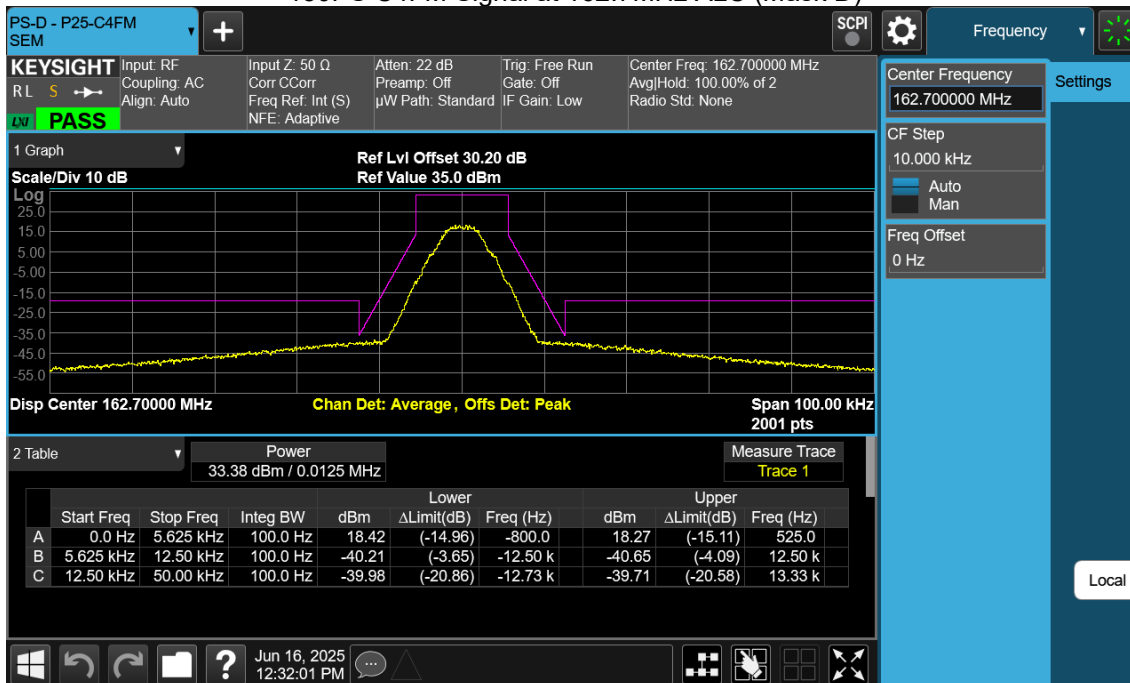 PS-D - P25-C4FM
SEM
SCPI
Frequency
KEYSIGHT
RL S
LXI PASS
Input: RF
Coupling: AC
Align: Auto
Input Z: 50 Ω
Corr CCorr
Freq Ref: Int (S)
NFE: Adaptive
Atten: 22 dB
Preamp: Off
µW Path: Standard
Trig: Free Run
Gate: Off
IF Gain: Low
Center Freq: 162.700000 MHz
Avg|Hold: 100.00% of 2
Radio Std: None
Center Frequency
162.700000 MHz
Settings
CF Step
10.000 kHz
Auto
Man
Freq Offset
0 Hz
1 Graph
Ref Lvl Offset 30.20 dB
Scale/Div 10 dB
Ref Value 35.0 dBm
Log
25.0
15.0
5.00
-5.00
-15.0
-25.0
-35.0
-45.0
-55.0
Disp Center 162.70000 MHz
Chan Det: Average, Offs Det: Peak
Span 100.00 kHz
2001 pts
2 Table
Power
33.38 dBm / 0.0125 MHz
Measure Trace
Trace 1
Lower Upper
Start Freq Stop Freq Integ BW dBm ΔLimit(dB) Freq (Hz) dBm ΔLimit(dB) Freq (Hz)
A 0.0 Hz 5.625 kHz 100.0 Hz 18.42 (-14.96) -800.0 18.27 (-15.11) 525.0
B 5.625 kHz 12.50 kHz 100.0 Hz -40.21 (-3.65) -12.50 k -40.65 (-4.09) 12.50 k
C 12.50 kHz 50.00 kHz 100.0 Hz -39.98 (-20.86) -12.73 k -39.71 (-20.58) 13.33 k
Local
Jun 16, 2025
12:32:01 PM